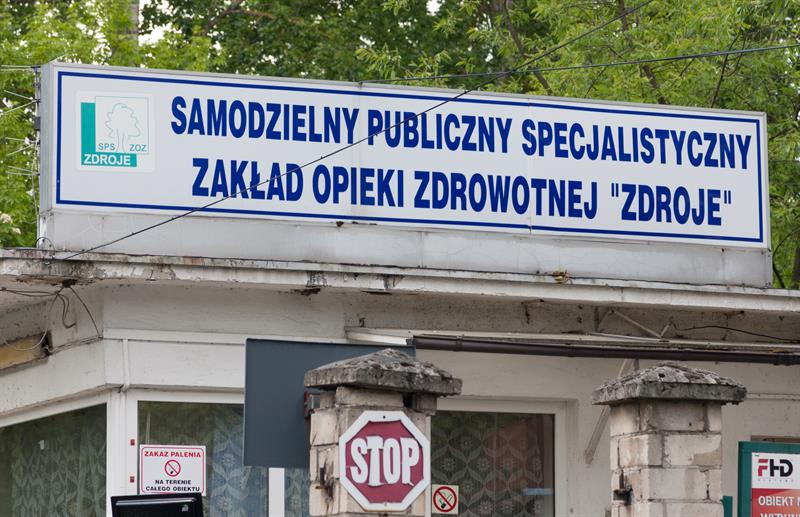 SAMODZIELNY PUBLICZNY SPECJALISTYCZNY
ZAKŁAD OPIEKI ZDROWOTNEJ "ZDROJE"
SPS ZOZ
ZDROJE
ZAKAZ PALENIA
NA TERENIE
CAŁEGO OBIEKTU
STOP
FHD
SYSTEMS
OBIEKT